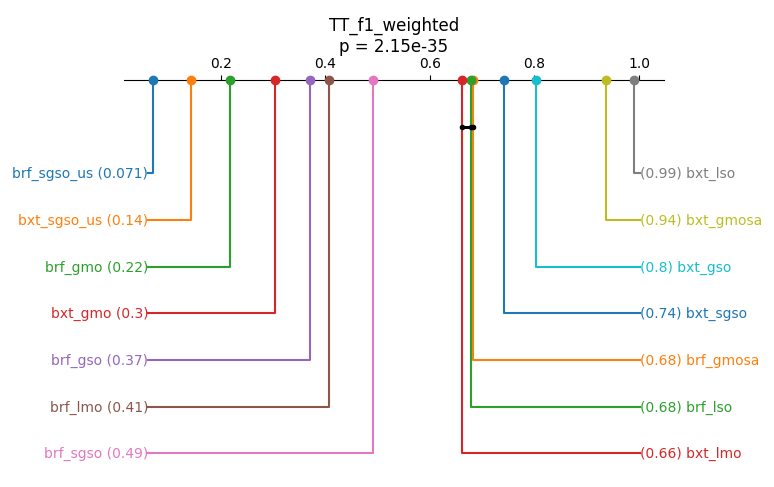 TT_f1_weighted
p = 2.15e-35
0.2 0.4 0.6 0.8 1.0
brf_sgso_us (0.071) (0.99) bxt_lso
bxt_sgso_us (0.14) (0.94) bxt_gmosa
brf_gmo (0.22) (0.8) bxt_gso
bxt_gmo (0.3) (0.74) bxt_sgso
brf_gso (0.37) (0.68) brf_gmosa
brf_lmo (0.41) (0.68) brf_lso
brf_sgso (0.49) (0.66) bxt_lmo